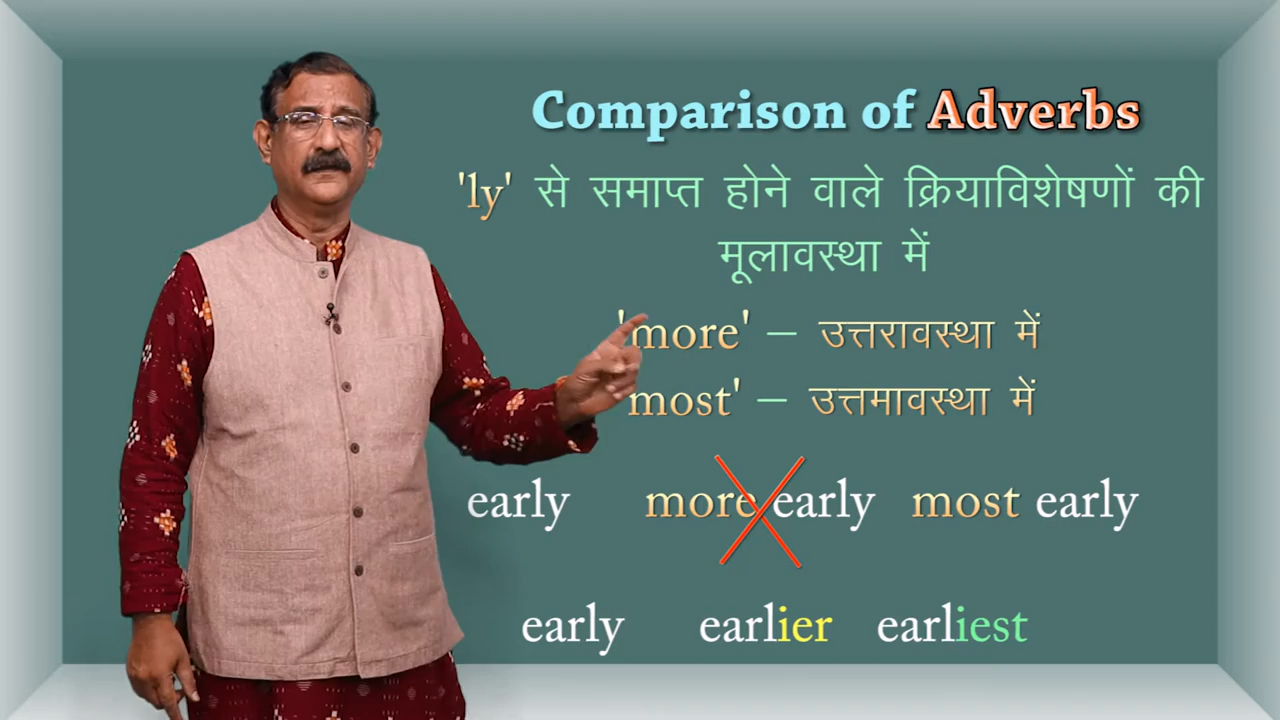 Comparison of Adverbs
'ly' से समाप्त होने वाले क्रियाविशेषणों की
मूलावस्था में
'more' – उत्तरावस्था में
'most' – उत्तमावस्था में
early more early most early
early earlier earliest